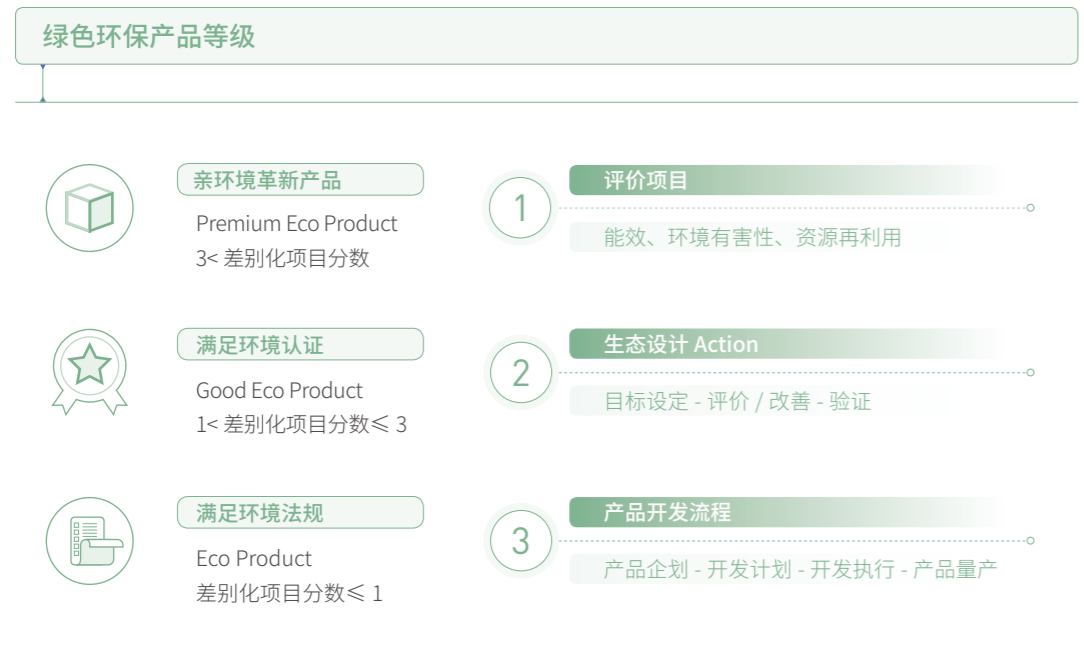 绿色环保产品等级
亲环境革新产品
Premium Eco Product
3< 差别化项目分数
1
评价项目
能效、环境有害性、资源再利用
满足环境认证
Good Eco Product
1< 差别化项目分数≤ 3
2
生态设计 Action
目标设定 - 评价 / 改善 - 验证
满足环境法规
Eco Product
差别化项目分数≤ 1
3
产品开发流程
产品企划 - 开发计划 - 开发执行 - 产品量产